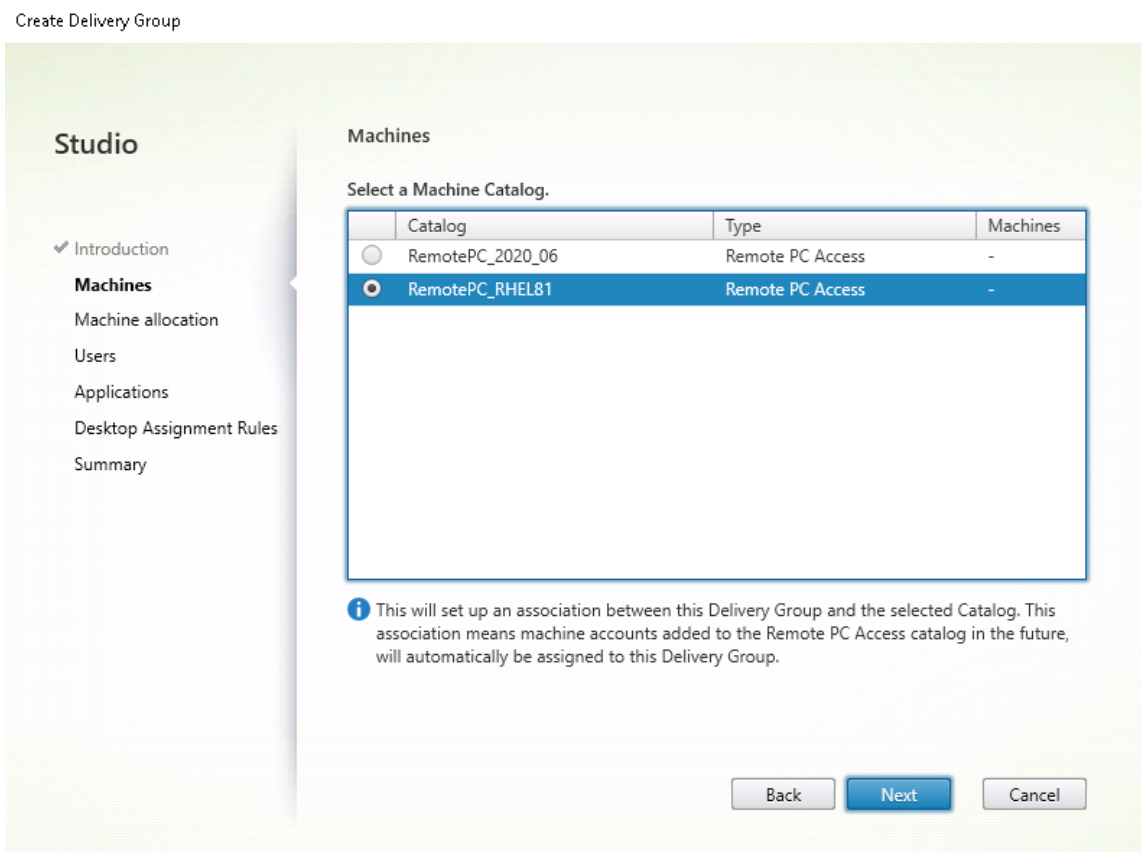 Create Delivery Group
Studio
Introduction
Machines
Machine allocation
Users
Applications
Desktop Assignment Rules
Summary
Machines
Select a Machine Catalog.
Catalog Type Machines
RemotePC_2020_06 Remote PC Access -
RemotePC_RHEL81 Remote PC Access -
This will set up an association between this Delivery Group and the selected Catalog. This
association means machine accounts added to the Remote PC Access catalog in the future,
will automatically be assigned to this Delivery Group.
Back Next Cancel